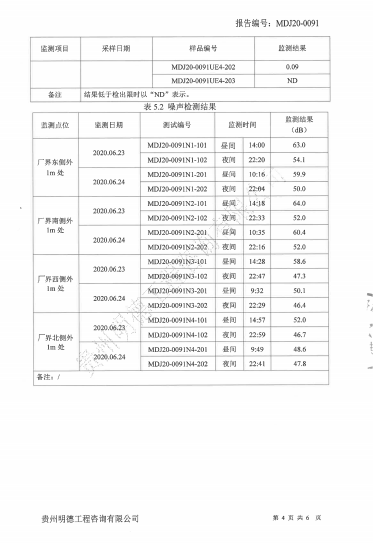 报告编号：MDJ20-0091
监测项目 采样日期 样品编号 监测结果
MDJ20-0091UE4-202 0.09
MDJ20-0091UE4-203 ND
备注 结果低于检出限时以“ND”表示。
表 5.2 噪声检测结果
监测点位 监测日期 测试编号 监测时间 监测结果（dB）
厂界东侧外 1m 处 2020.06.23 MDJ20-0091N1-101 昼间 14:00 63.0
MDJ20-0091N1-102 夜间 22:20 54.1
2020.06.24 MDJ20-0091N1-201 昼间 10:16 59.9
MDJ20-0091N1-202 夜间 22:04 50.0
厂界南侧外 1m 处 2020.06.23 MDJ20-0091N2-101 昼间 14:18 64.0
MDJ20-0091N2-102 夜间 22:33 52.0
2020.06.24 MDJ20-0091N2-201 昼间 10:35 60.4
MDJ20-0091N2-202 夜间 22:16 52.0
厂界西侧外 1m 处 2020.06.23 MDJ20-0091N3-101 昼间 14:28 58.6
MDJ20-0091N3-102 夜间 22:47 47.3
2020.06.24 MDJ20-0091N3-201 昼间 9:32 50.1
MDJ20-0091N3-202 夜间 22:29 46.4
厂界北侧外 1m 处 2020.06.23 MDJ20-0091N4-101 昼间 14:57 52.0
MDJ20-0091N4-102 夜间 22:59 46.7
2020.06.24 MDJ20-0091N4-201 昼间 9:49 48.6
MDJ20-0091N4-202 夜间 22:41 47.8
备注：/
贵州明德工程咨询有限公司
第 4 页 共 6 页